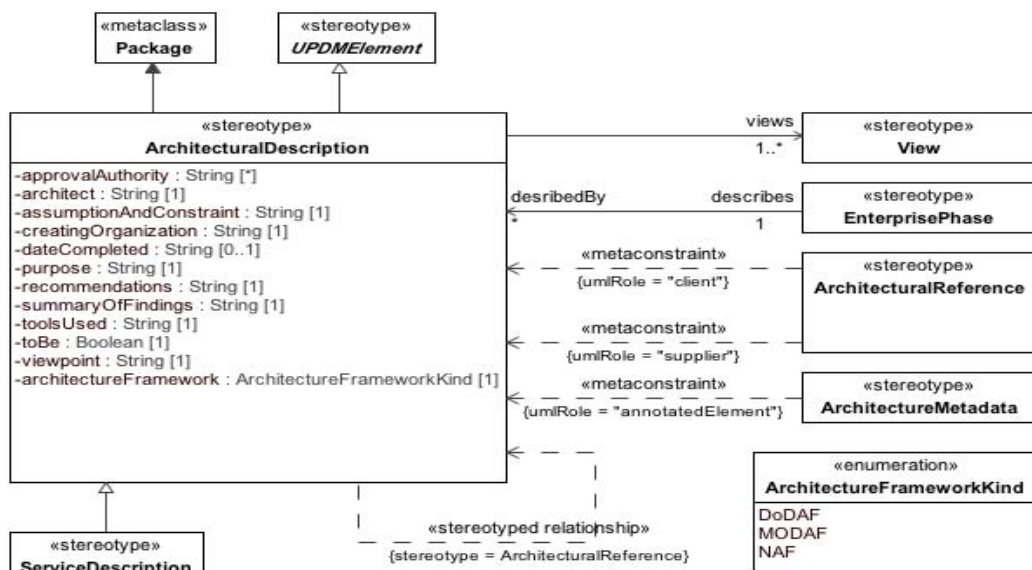 «metaclass»
Package
«stereotype»
UPDMElement
«stereotype»
ArchitecturalDescription
-approvalAuthority : String [*]
-architect : String [1]
-assumptionAndConstraint : String [1]
-creatingOrganization : String [1]
-dateCompleted : String [0..1]
-purpose : String [1]
-recommendations : String [1]
-summaryOfFindings : String [1]
-toolsUsed : String [1]
-toBe : Boolean [1]
-viewpoint : String [1]
-architectureFramework : ArchitectureFrameworkKind [1]
views
1..*
«stereotype»
View
desribedBy
*
describes
1
«stereotype»
EnterprisePhase
«metaconstraint»
{umlRole = "client"}
«stereotype»
ArchitecturalReference
«metaconstraint»
{umlRole = "supplier"}
«metaconstraint»
{umlRole = "annotatedElement"}
«stereotype»
ArchitectureMetadata
«stereotyped relationship»
{stereotype = ArchitecturalReference}
«enumeration»
ArchitectureFrameworkKind
DoDAF
MODAF
NAF
«stereotype»
ServiceDescription